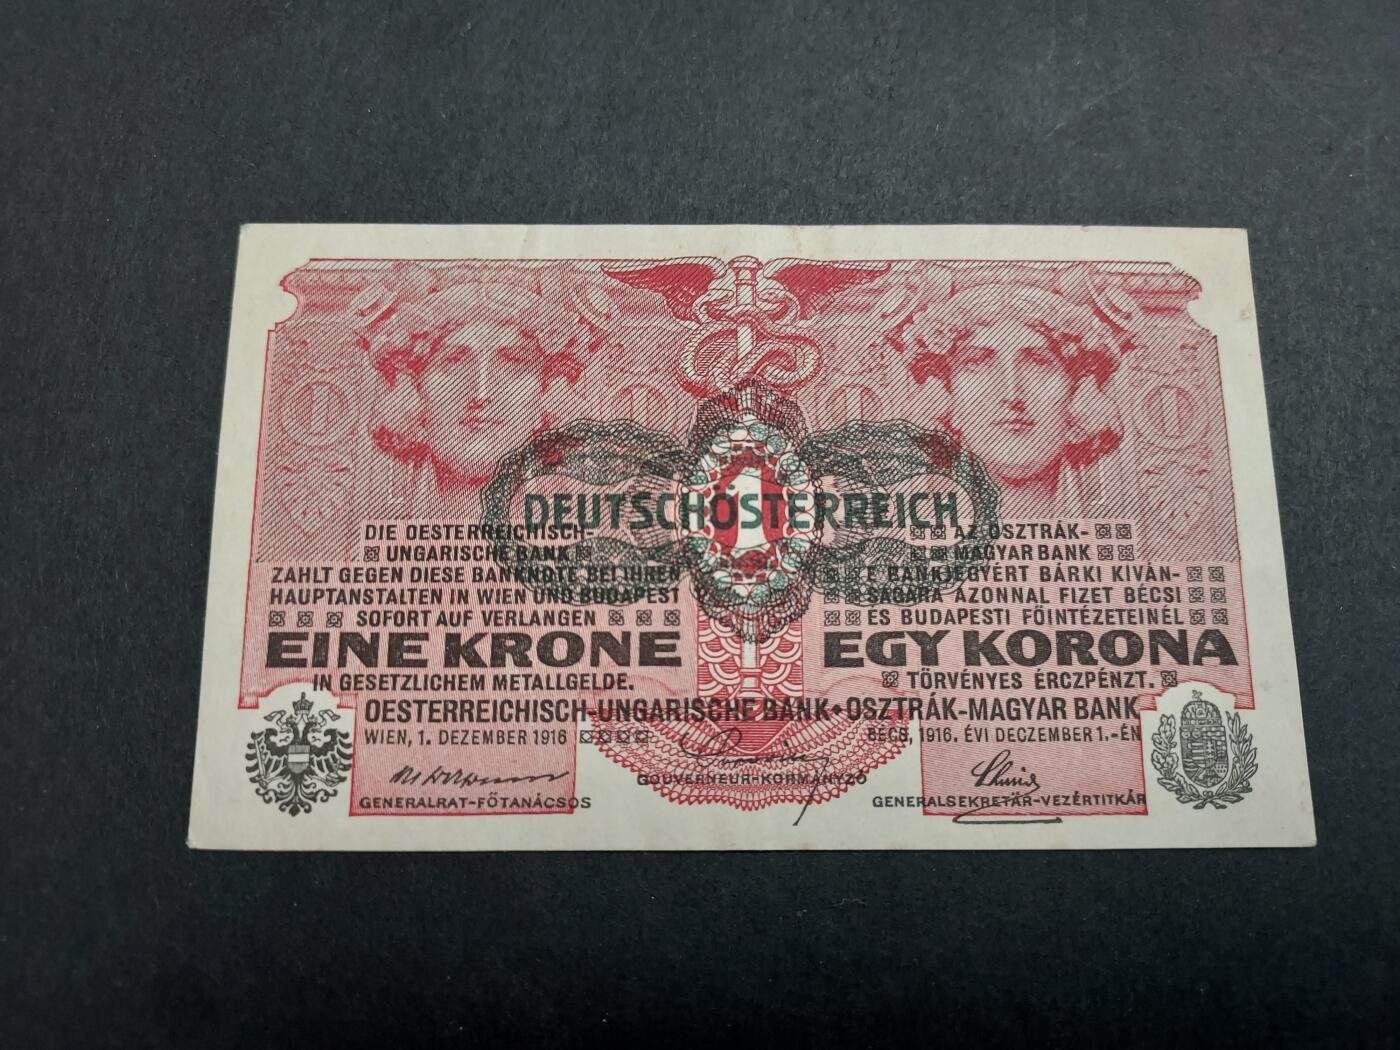 1
DEUTSCHÖSTERREICH
DIE OESTERREICHISCH-
UNGARISCHE BANK
ZAHLT GEGEN DIESE BANKNOTE BEI IHREN
HAUPTANSTALTEN IN WIEN UND BUDAPEST
SOFORT AUF VERLANGEN
EINE KRONE
IN GESETZLICHEM METALLGELDE.
AZ OSZTRÁK-
MAGYAR BANK
E BANKJEGYÉRT BÁRKI KIVÁN-
SÁGÁRA AZONNAL FIZET BÉCSI
ÉS BUDAPESTI FŐINTÉZETEINÉL
EGY KORONA
TÖRVÉNYES ÉRCZPÉNZT.
OESTERREICHISCH-UNGARISCHE BANK • OSZTRÁK-MAGYAR BANK
WIEN, 1. DEZEMBER 1916
BÉCS, 1916. ÉVI DECZEMBER 1.-ÉN
GENERALRAT-FŐTANÁCSOS
GOUVERNEUR-KORMÁNYZÓ
GENERALSEKRETÄR-VEZÉRTITKÁR